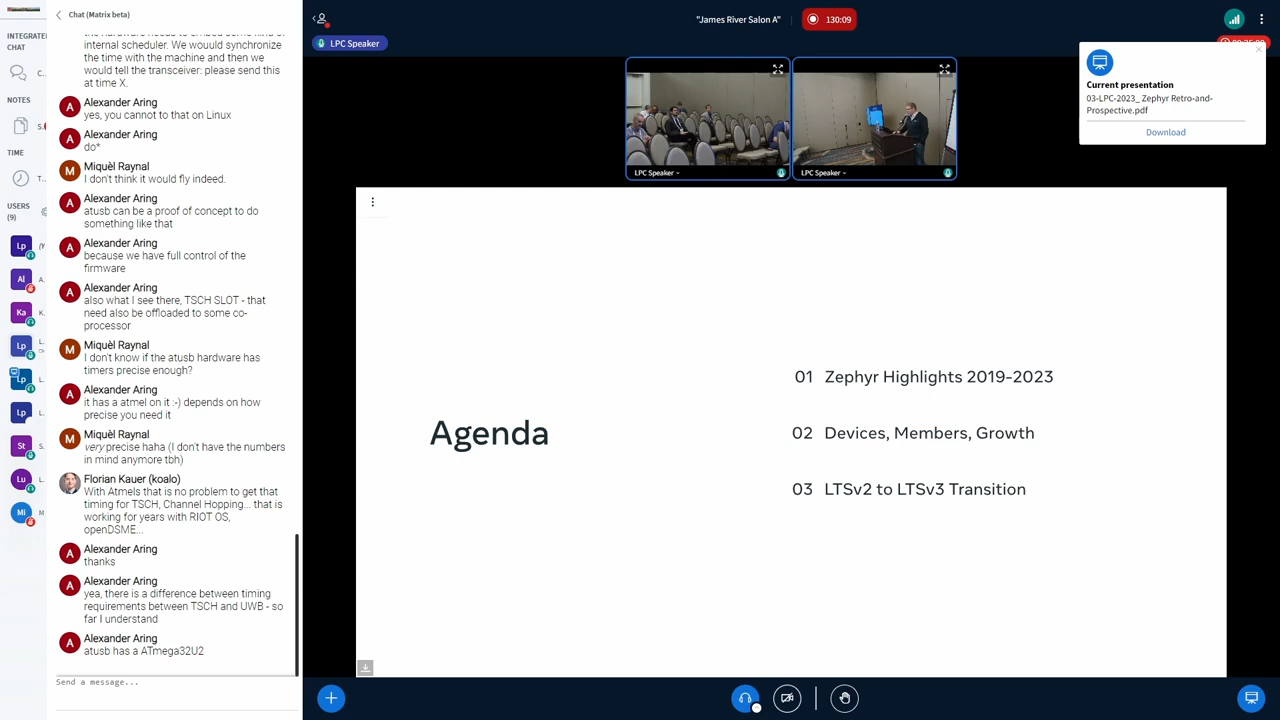 INTEGRATE
CHAT
C..
NOTES
S.
TIME
T..
USERS
(9)
Lp
Al
A.
Ka
K.
Lp
Lp
L.
Lp
L.
St
S.
Lu
L.
Mi
Chat (Matrix beta)
the hardware needs to embed some kind of
internal scheduler. We wouuld synchronize
the time with the machine and then we
would tell the transceiver: please send this
at time X.
A
Alexander Aring
yes, you cannot to that on Linux
A
Alexander Aring
do*
M
Miquèl Raynal
I don't think it would fly indeed.
A
Alexander Aring
atusb can be a proof of concept to do
something like that
A
Alexander Aring
because we have full control of the
firmware
A
Alexander Aring
also what I see there, TSCH SLOT - that
need also be offloaded to some co-
processor
M
Miquèl Raynal
I don't know if the atusb hardware has
timers precise enough?
A
Alexander Aring
it has a atmel on it :-) depends on how
precise you need it
M
Miquèl Raynal
very precise haha (I don't have the numbers
in mind anymore tbh)
Florian Kauer (koalo)
With Atmels that is no problem to get that
timing for TSCH, Channel Hopping... that is
working for years with RIOT OS,
openDSME...
A
Alexander Aring
thanks
A
Alexander Aring
yea, there is a difference between timing
requirements between TSCH and UWB - so
far I understand
A
Alexander Aring
atusb has a ATmega32U2
Send a message...
"James River Salon A"
130:09
LPC Speaker
LPC Speaker
LPC Speaker
Current presentation
03-LPC-2023_ Zephyr Retro-and-
Prospective.pdf
Download
Agenda
01 Zephyr Highlights 2019-2023
02 Devices, Members, Growth
03 LTSv2 to LTSv3 Transition